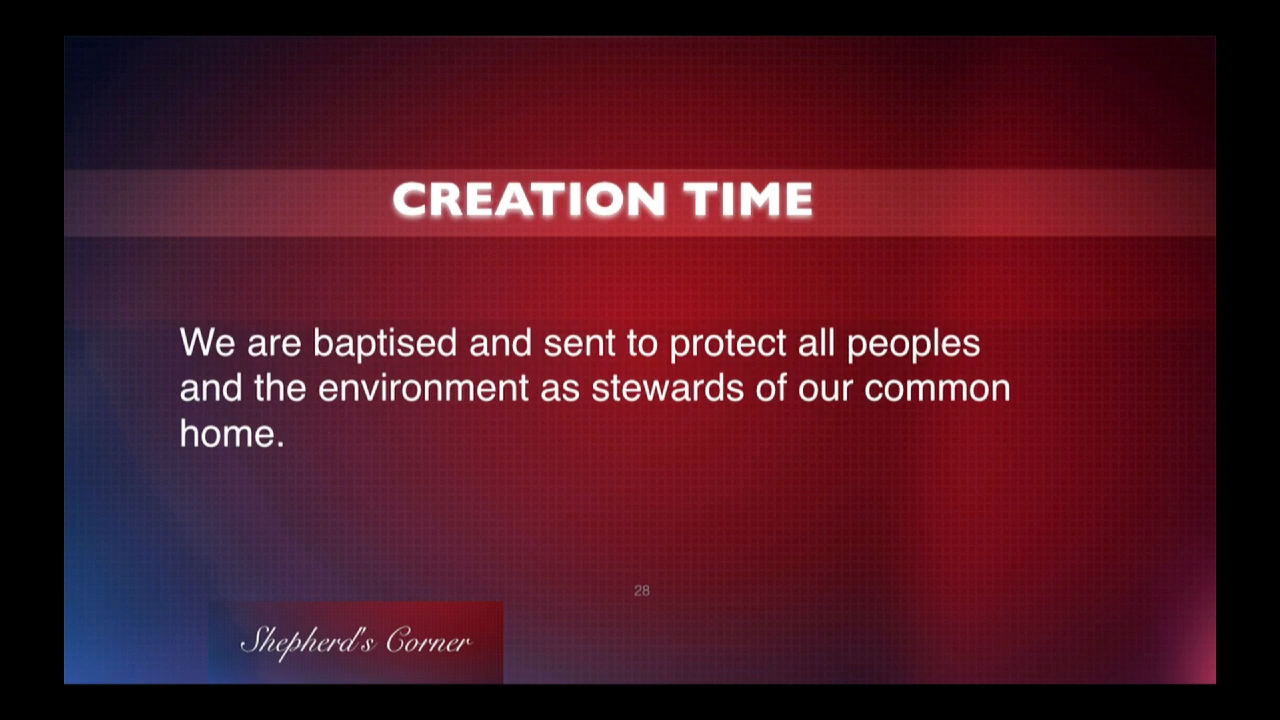 CREATION TIME
We are baptised and sent to protect all peoples
and the environment as stewards of our common
home.
28
Shepherd's Corner